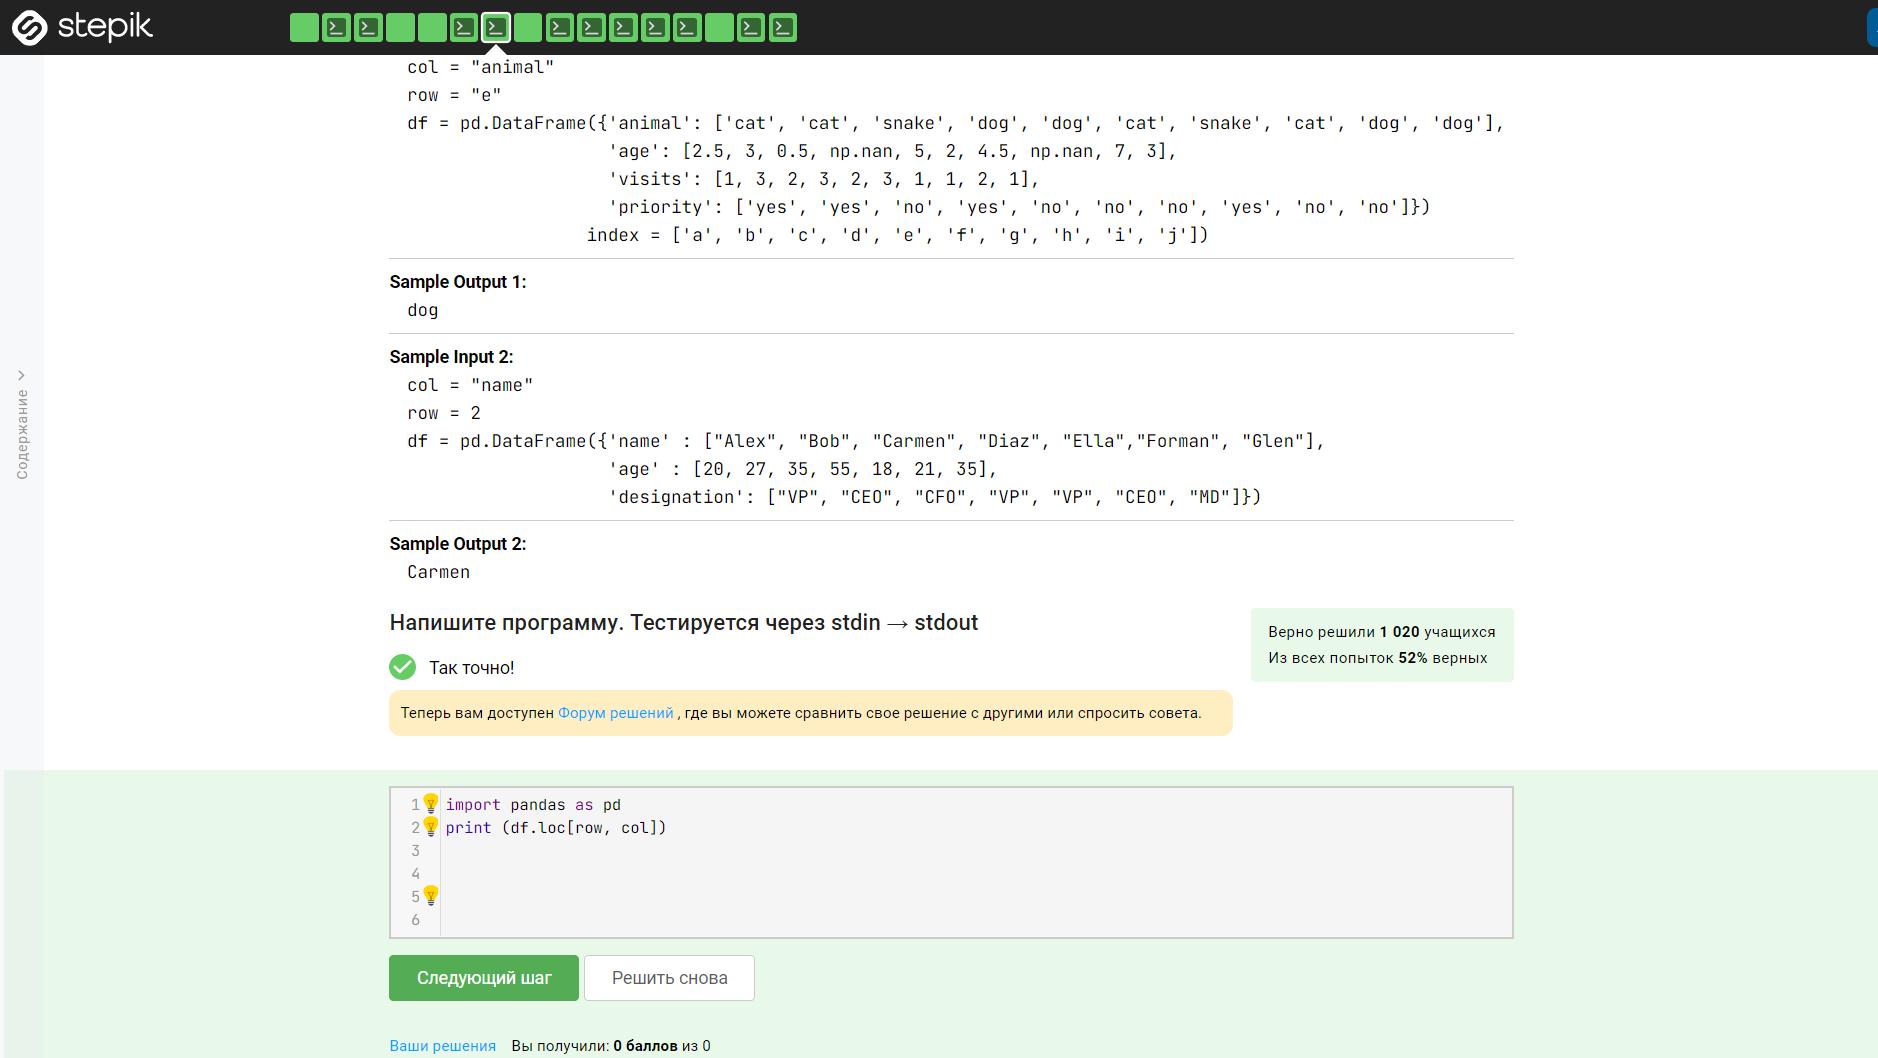 stepik
col = "animal"
row = "e"
df = pd.DataFrame({'animal': ['cat', 'cat', 'snake', 'dog', 'dog', 'cat', 'snake', 'cat', 'dog', 'dog'],
'age': [2.5, 3, 0.5, np.nan, 5, 2, 4.5, np.nan, 7, 3],
'visits': [1, 3, 2, 3, 2, 3, 1, 1, 2, 1],
'priority': ['yes', 'yes', 'no', 'yes', 'no', 'no', 'no', 'yes', 'no', 'no']})
index = ['a', 'b', 'c', 'd', 'e', 'f', 'g', 'h', 'i', 'j'])
Sample Output 1:
dog
Sample Input 2:
col = "name"
row = 2
df = pd.DataFrame({'name' : ["Alex", "Bob", "Carmen", "Diaz", "Ella","Forman", "Glen"],
'age' : [20, 27, 35, 55, 18, 21, 35],
'designation': ["VP", "CEO", "CFO", "VP", "VP", "CEO", "MD"]})
Sample Output 2:
Carmen
Содержание
Напишите программу. Тестируется через stdin → stdout
Верно решили 1 020 учащихся
Из всех попыток 52% верных
Так точно!
Теперь вам доступен Форум решений , где вы можете сравнить свое решение с другими или спросить совета.
1 import pandas as pd
2 print (df.loc[row, col])
3
4
5
6
Следующий шаг
Решить снова
Ваши решения Вы получили: 0 баллов из 0